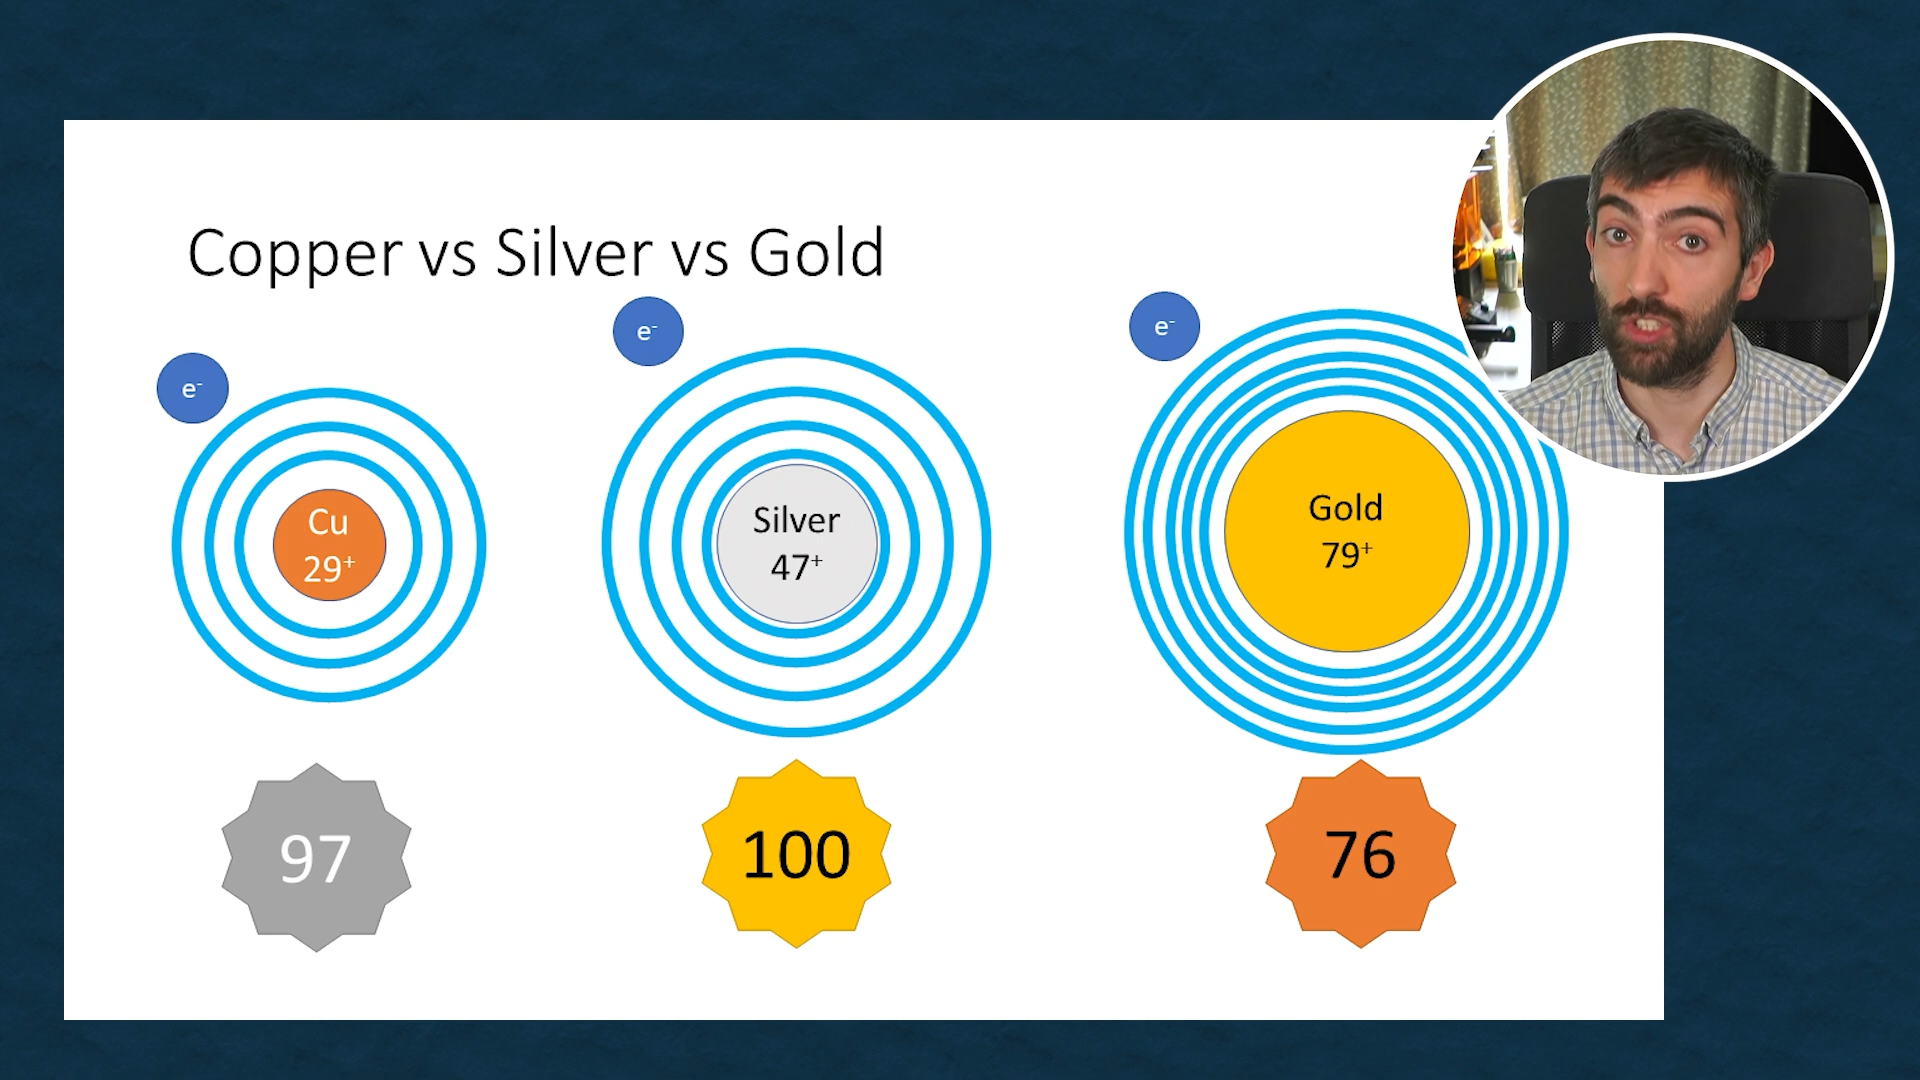 Copper vs Silver vs Gold
e⁻
e⁻
e⁻
Cu
29⁺
Silver
47⁺
Gold
79⁺
97
100
76